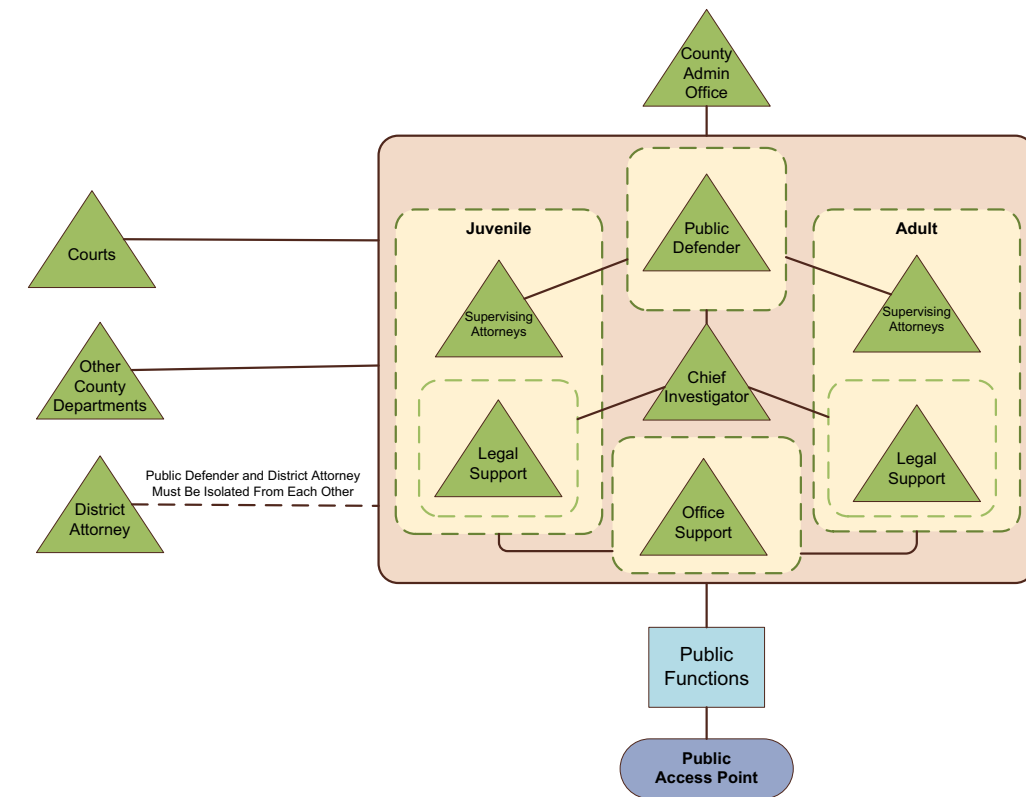 County
Admin
Office
Juvenile
Public
Defender
Adult
Courts
Supervising
Attorneys
Supervising
Attorneys
Other
County
Departments
Chief
Investigator
Legal
Support
Legal
Support
Public Defender and District Attorney
Must Be Isolated From Each Other
District
Attorney
Office
Support
Public
Functions
Public
Access Point